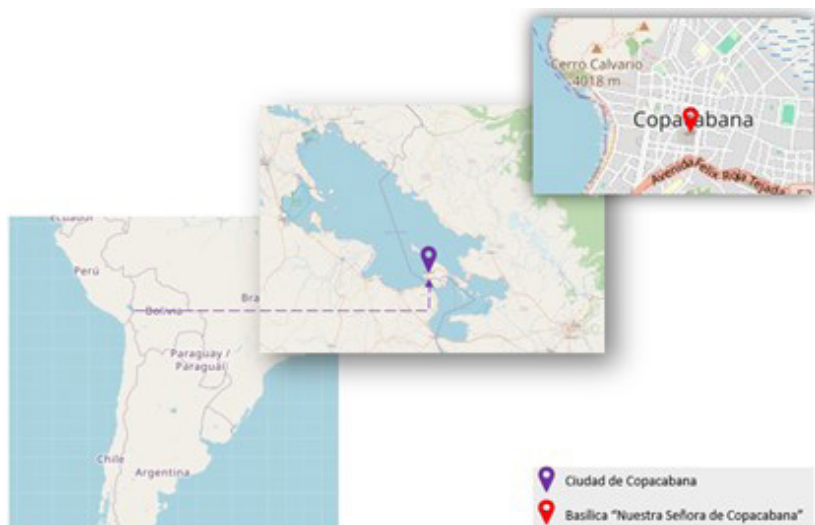 Cerro Calvario
4018 m
Copacabana
Avenida Felix Rosa Tejada
Ecuador
Perú
Bolivia
Bra
Paraguay /
Paraguái
Chile
Argentina
Ciudad de Copacabana
Basílica "Nuestra Señora de Copacabana"